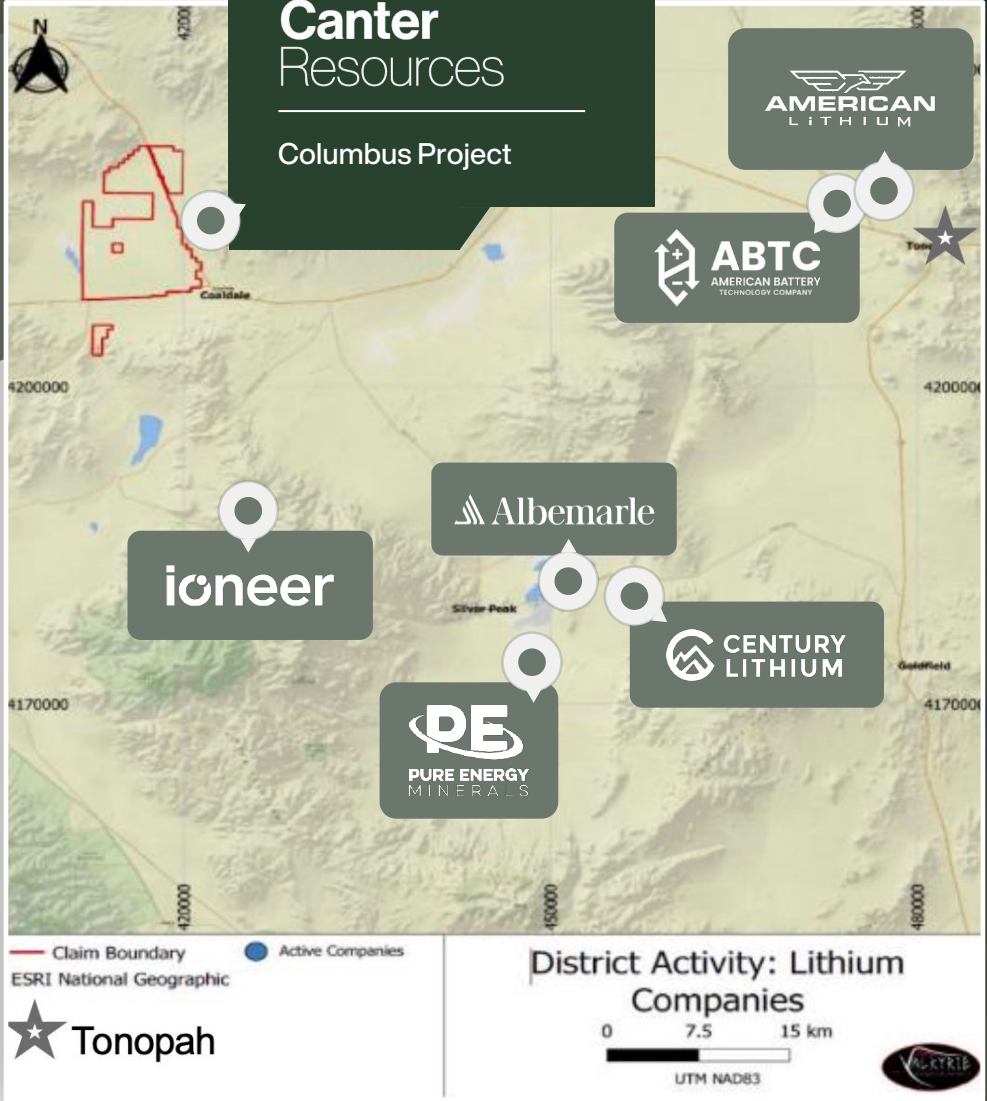 N
420000
Canter
Resources
Columbus Project
AMERICAN
LiTHIUM
ABTC
AMERICAN BATTERY
TECHNOLOGY COMPANY
Coaldale
4200000
Albemarle
ioneer
Silver Peak
CENTURY
LITHIUM
Goldfield
4170000
4170000
PE
PURE ENERGY
MINERALS
420000
450000
480000
Claim Boundary
Active Companies
ESRI National Geographic
Tonopah
District Activity: Lithium
Companies
0 7.5 15 km
UTM NAD83
VALKYRIE